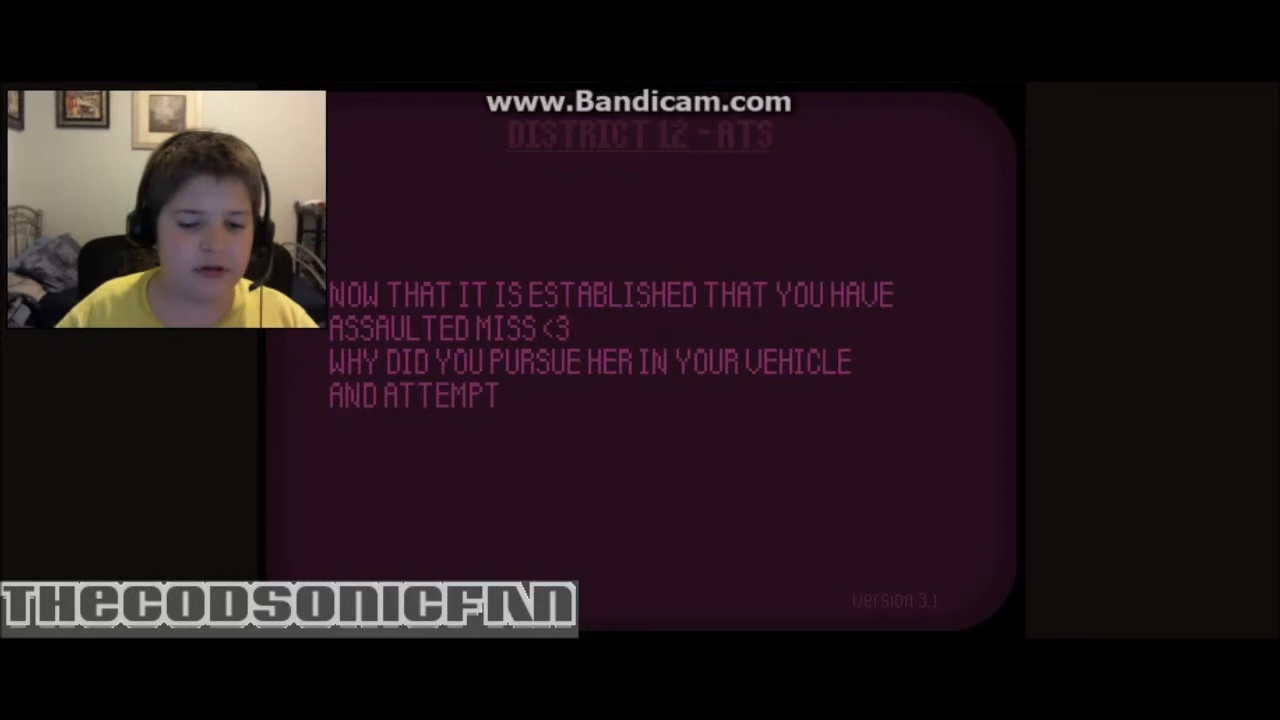 www.Bandicam.com
DISTRICT 12 - ATS
NOW THAT IT IS ESTABLISHED THAT YOU HAVE
ASSAULTED MISS <3
WHY DID YOU PURSUE HER IN YOUR VEHICLE
AND ATTEMPT
THECODSONICFAN
Version 3.1